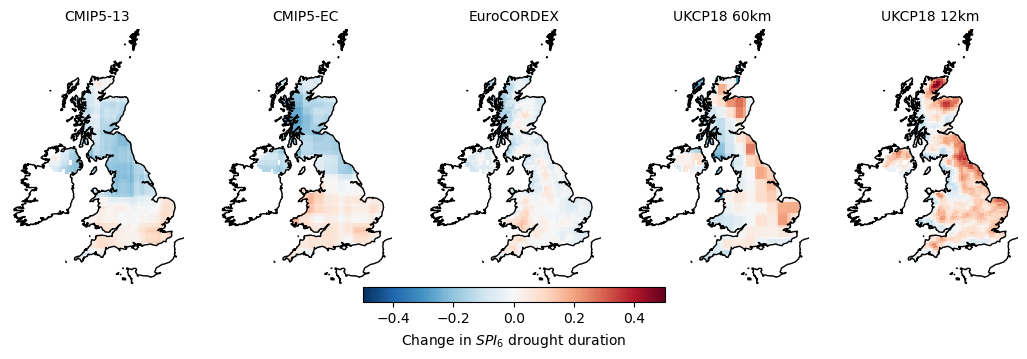 CMIP5-13 CMIP5-EC EuroCORDEX UKCP18 60km UKCP18 12km
−0.4 −0.2 0.0 0.2 0.4
Change in SPI₆ drought duration